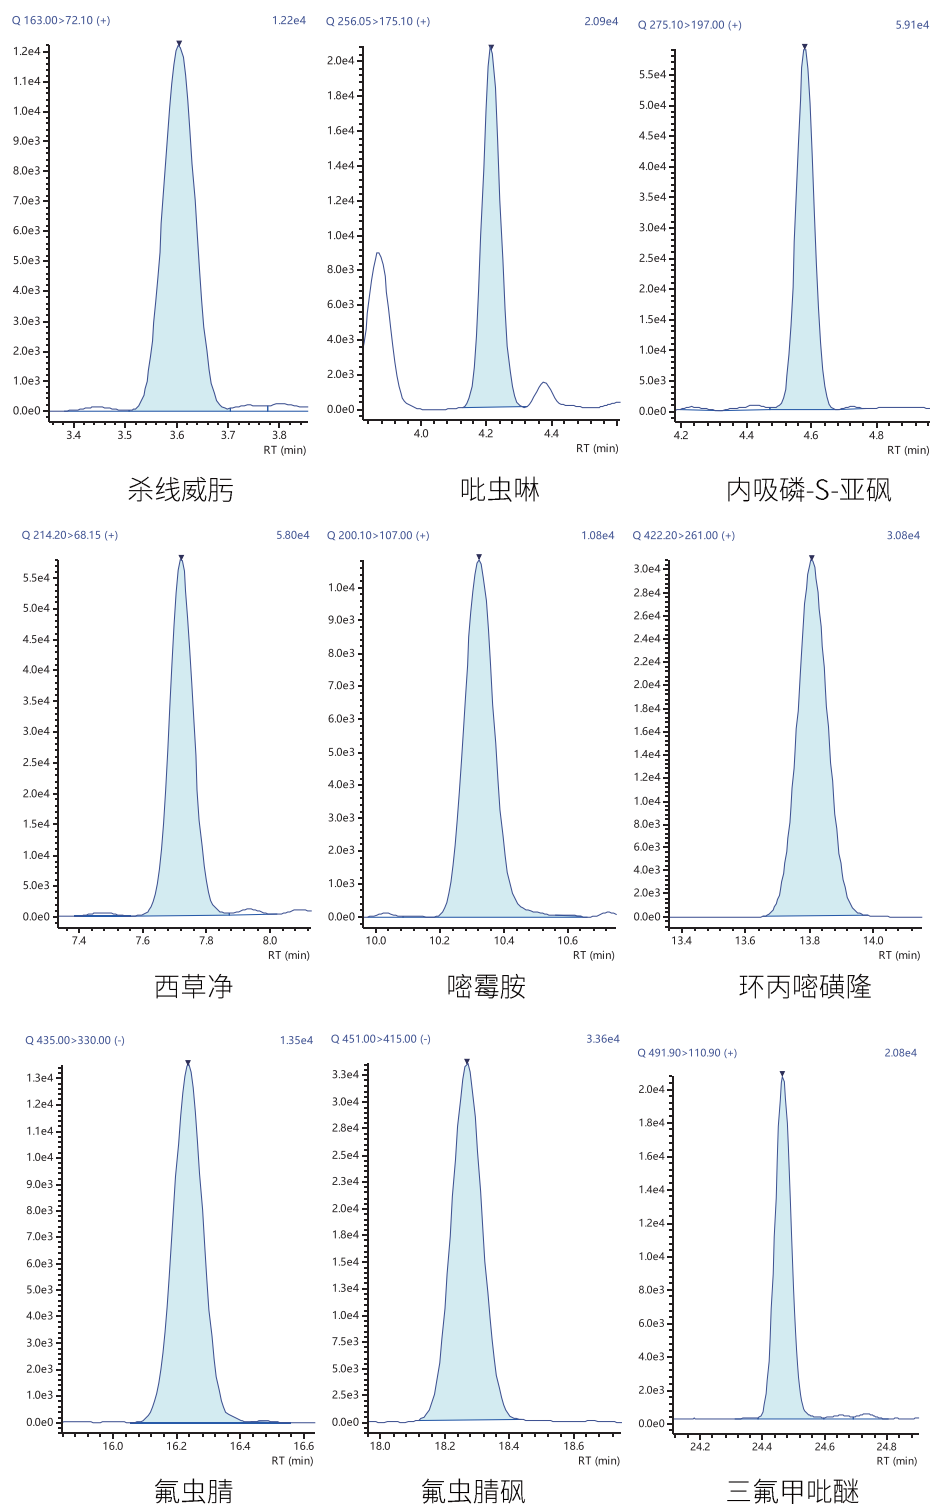 Q 163.00>72.10 (+) 1.22e4
1.2e4
1.1e4
1.0e4
9.0e3
8.0e3
7.0e3
6.0e3
5.0e3
4.0e3
3.0e3
2.0e3
1.0e3
0.0e0
3.4 3.5 3.6 3.7 3.8
RT (min)
杀线威肟
Q 256.05>175.10 (+) 2.09e4
2.0e4
1.8e4
1.6e4
1.4e4
1.2e4
1.0e4
8.0e3
6.0e3
4.0e3
2.0e3
0.0e0
4.0 4.2 4.4
RT (min)
吡虫啉
Q 275.10>197.00 (+) 5.91e4
5.5e4
5.0e4
4.5e4
4.0e4
3.5e4
3.0e4
2.5e4
2.0e4
1.5e4
1.0e4
5.0e3
0.0e0
4.2 4.4 4.6 4.8
RT (min)
内吸磷-S-亚砜
Q 214.20>68.15 (+) 5.80e4
5.5e4
5.0e4
4.5e4
4.0e4
3.5e4
3.0e4
2.5e4
2.0e4
1.5e4
1.0e4
5.0e3
0.0e0
7.4 7.6 7.8 8.0
RT (min)
西草净
Q 200.10>107.00 (+) 1.08e4
1.0e4
9.0e3
8.0e3
7.0e3
6.0e3
5.0e3
4.0e3
3.0e3
2.0e3
1.0e3
0.0e0
10.0 10.2 10.4 10.6
RT (min)
嘧霉胺
Q 422.20>261.00 (+) 3.08e4
3.0e4
2.8e4
2.6e4
2.4e4
2.2e4
2.0e4
1.8e4
1.6e4
1.4e4
1.2e4
1.0e4
8.0e3
6.0e3
4.0e3
2.0e3
0.0e0
13.4 13.6 13.8 14.0
RT (min)
环丙嘧磺隆
Q 435.00>330.00 (-) 1.35e4
1.3e4
1.2e4
1.1e4
1.0e4
9.0e3
8.0e3
7.0e3
6.0e3
5.0e3
4.0e3
3.0e3
2.0e3
1.0e3
0.0e0
16.0 16.2 16.4 16.6
RT (min)
氟虫腈
Q 451.00>415.00 (-) 3.36e4
3.3e4
3.0e4
2.8e4
2.5e4
2.3e4
2.0e4
1.8e4
1.5e4
1.3e4
1.0e4
7.5e3
5.0e3
2.5e3
0.0e0
18.0 18.2 18.4 18.6
RT (min)
氟虫腈砜
Q 491.90>110.90 (+) 2.08e4
2.0e4
1.8e4
1.6e4
1.4e4
1.2e4
1.0e4
8.0e3
6.0e3
4.0e3
2.0e3
0.0e0
24.2 24.4 24.6 24.8
RT (min)
三氟甲吡醚